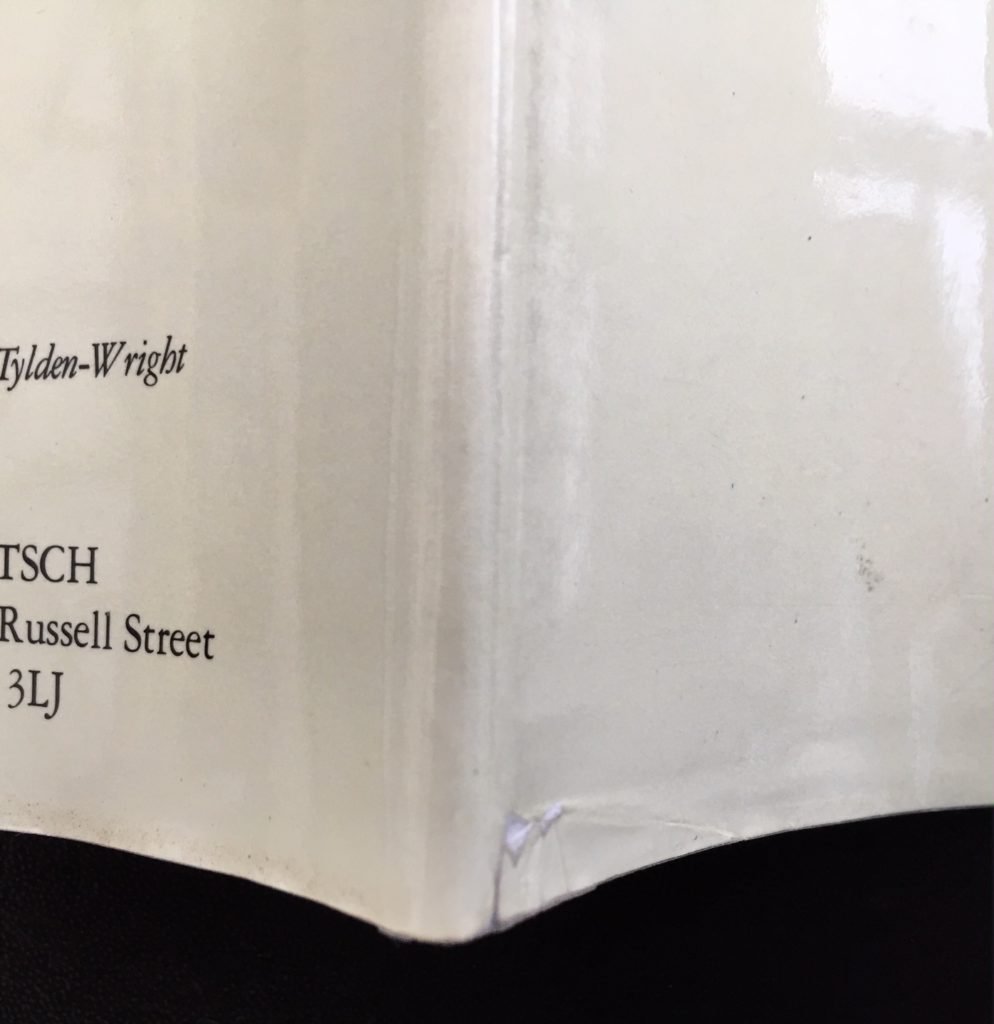 Tylden-Wright
TSCH
Russell Street
3LJ